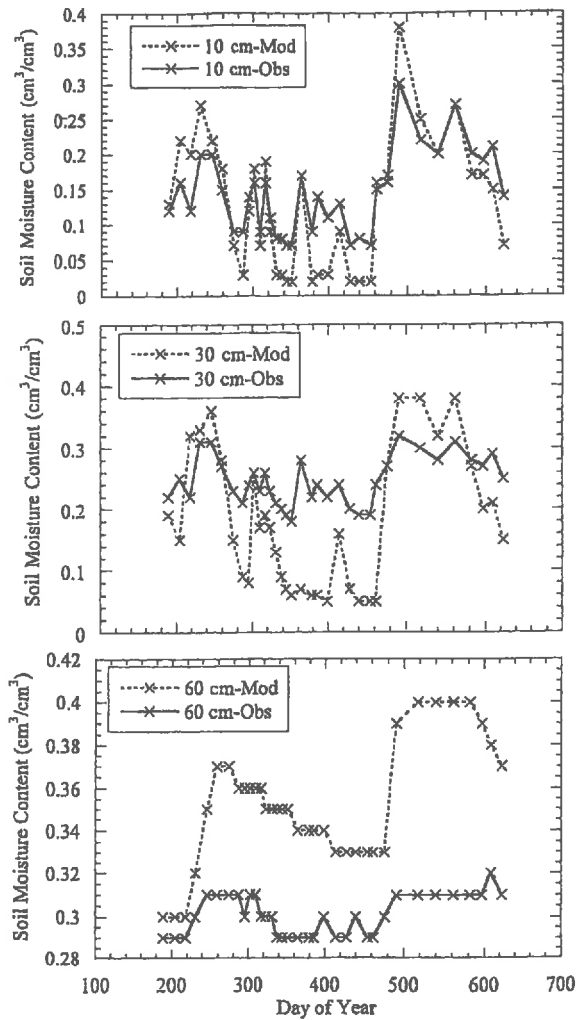 0.4
0.3
0.2
0.15
0.1
0.05
0
Soil Moisture Content (cm³/cm³)
10 cm-Mod
10 cm-Obs
0.5
0.4
0.3
0.2
0.1
0
Soil Moisture Content (cm³/cm³)
30 cm-Mod
30 cm-Obs
0.42
0.4
0.38
0.36
0.34
0.33
0.32
0.3
0.28
Soil Moisture Content (cm³/cm³)
60 cm-Mod
60 cm-Obs
100 200 300 400 500 600 700
Day of Year